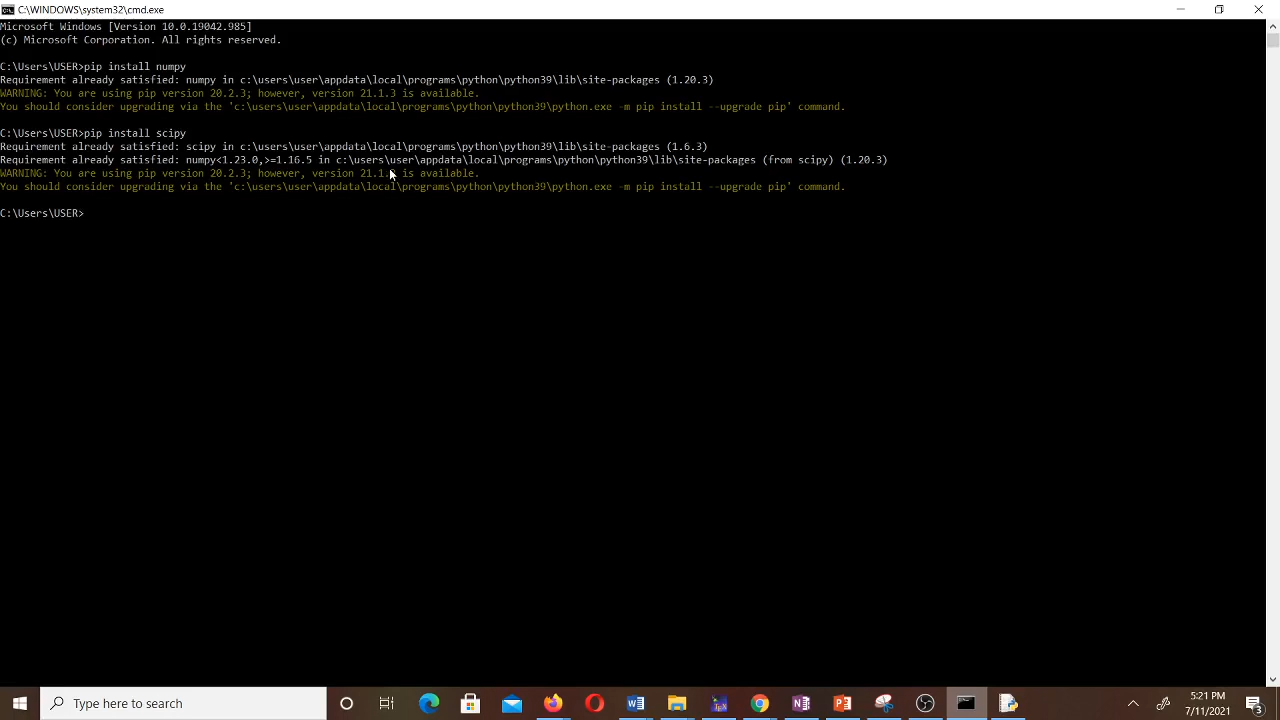 C:\WINDOWS\system32\cmd.exe
Microsoft Windows [Version 10.0.19042.985]
(c) Microsoft Corporation. All rights reserved.
C:\Users\USER>pip install numpy
Requirement already satisfied: numpy in c:\users\user\appdata\local\programs\python\python39\lib\site-packages (1.20.3)
WARNING: You are using pip version 20.2.3; however, version 21.1.3 is available.
You should consider upgrading via the 'c:\users\user\appdata\local\programs\python\python39\python.exe -m pip install --upgrade pip' command.
C:\Users\USER>pip install scipy
Requirement already satisfied: scipy in c:\users\user\appdata\local\programs\python\python39\lib\site-packages (1.6.3)
Requirement already satisfied: numpy<1.23.0,>=1.16.5 in c:\users\user\appdata\local\programs\python\python39\lib\site-packages (from scipy) (1.20.3)
WARNING: You are using pip version 20.2.3; however, version 21.1.3 is available.
You should consider upgrading via the 'c:\users\user\appdata\local\programs\python\python39\python.exe -m pip install --upgrade pip' command.
C:\Users\USER>
Type here to search
5:21 PM
7/11/2021